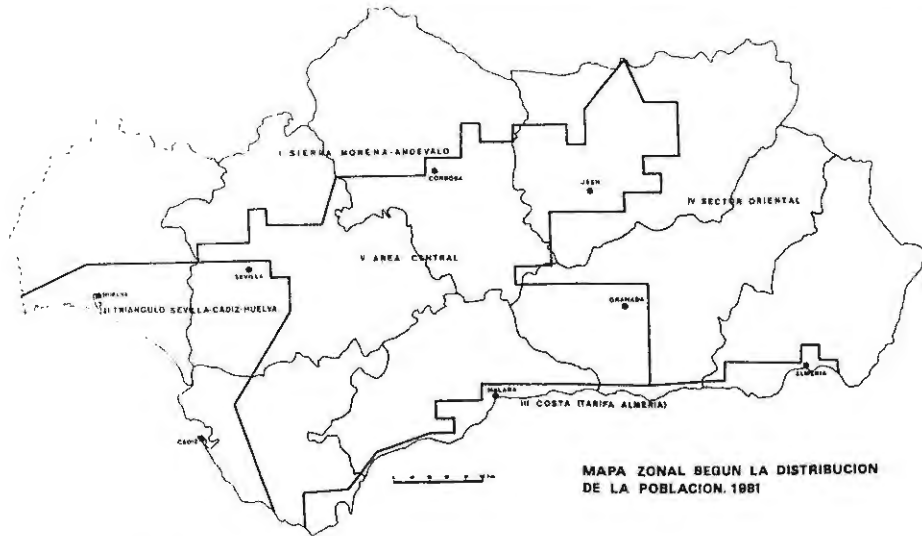 I SIERRA MORENA-ANDEVALO
CORDOBA
JAEN
IV SECTOR ORIENTAL
V AREA CENTRAL
SEVILLA
HUELVA
II TRIANGULO SEVILLA-CADIZ-HUELVA
GRANADA
ALMERIA
MALAGA
III COSTA (TARIFA ALMERIA)
CADIZ
MAPA ZONAL SEGUN LA DISTRIBUCION
DE LA POBLACION. 1981